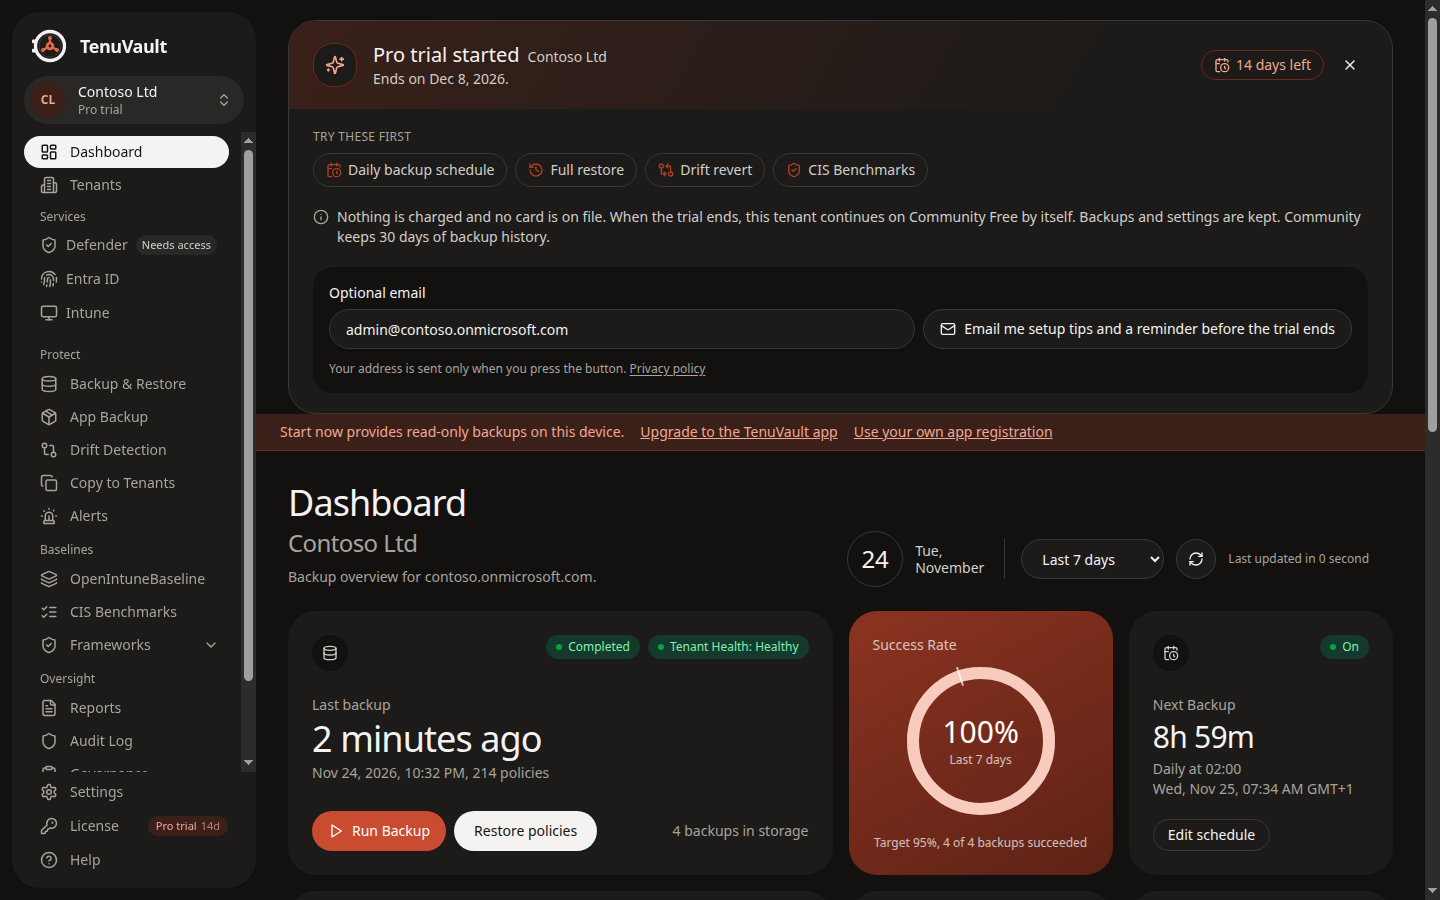 TenuVault
CL
Contoso Ltd
Pro trial
Dashboard
Tenants
Services
Defender Needs access
Entra ID
Intune
Protect
Backup & Restore
App Backup
Drift Detection
Copy to Tenants
Alerts
Baselines
OpenIntuneBaseline
CIS Benchmarks
Frameworks
Oversight
Reports
Audit Log
Settings
License Pro trial 14d
Help
Pro trial started Contoso Ltd
Ends on Dec 8, 2026.
14 days left
TRY THESE FIRST
Daily backup schedule
Full restore
Drift revert
CIS Benchmarks
Nothing is charged and no card is on file. When the trial ends, this tenant continues on Community Free by itself. Backups and settings are kept. Community
keeps 30 days of backup history.
Optional email
admin@contoso.onmicrosoft.com
Email me setup tips and a reminder before the trial ends
Your address is sent only when you press the button. Privacy policy
Start now provides read-only backups on this device. Upgrade to the TenuVault app Use your own app registration
Dashboard
Contoso Ltd
Backup overview for contoso.onmicrosoft.com.
24
Tue,
November
Last 7 days
Last updated in 0 second
Completed
Tenant Health: Healthy
Last backup
2 minutes ago
Nov 24, 2026, 10:32 PM, 214 policies
Run Backup
Restore policies
4 backups in storage
Success Rate
100%
Last 7 days
Target 95%, 4 of 4 backups succeeded
On
Next Backup
8h 59m
Daily at 02:00
Wed, Nov 25, 07:34 AM GMT+1
Edit schedule